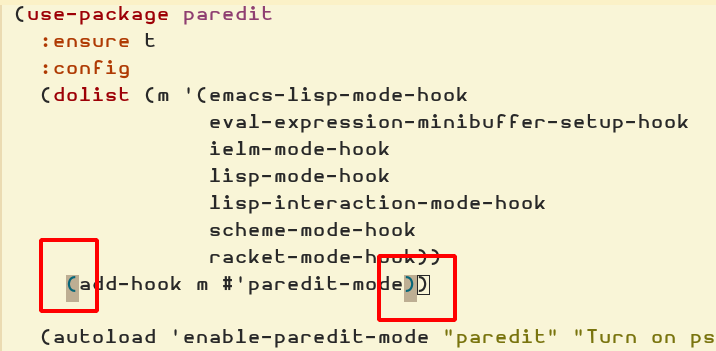 (use-package paredit
:ensure t
:config
(dolist (m '(emacs-lisp-mode-hook
eval-expression-minibuffer-setup-hook
ielm-mode-hook
lisp-mode-hook
lisp-interaction-mode-hook
scheme-mode-hook
racket-mode-hook))
(add-hook m #'paredit-mode))
(autoload 'enable-paredit-mode "paredit" "Turn on ps